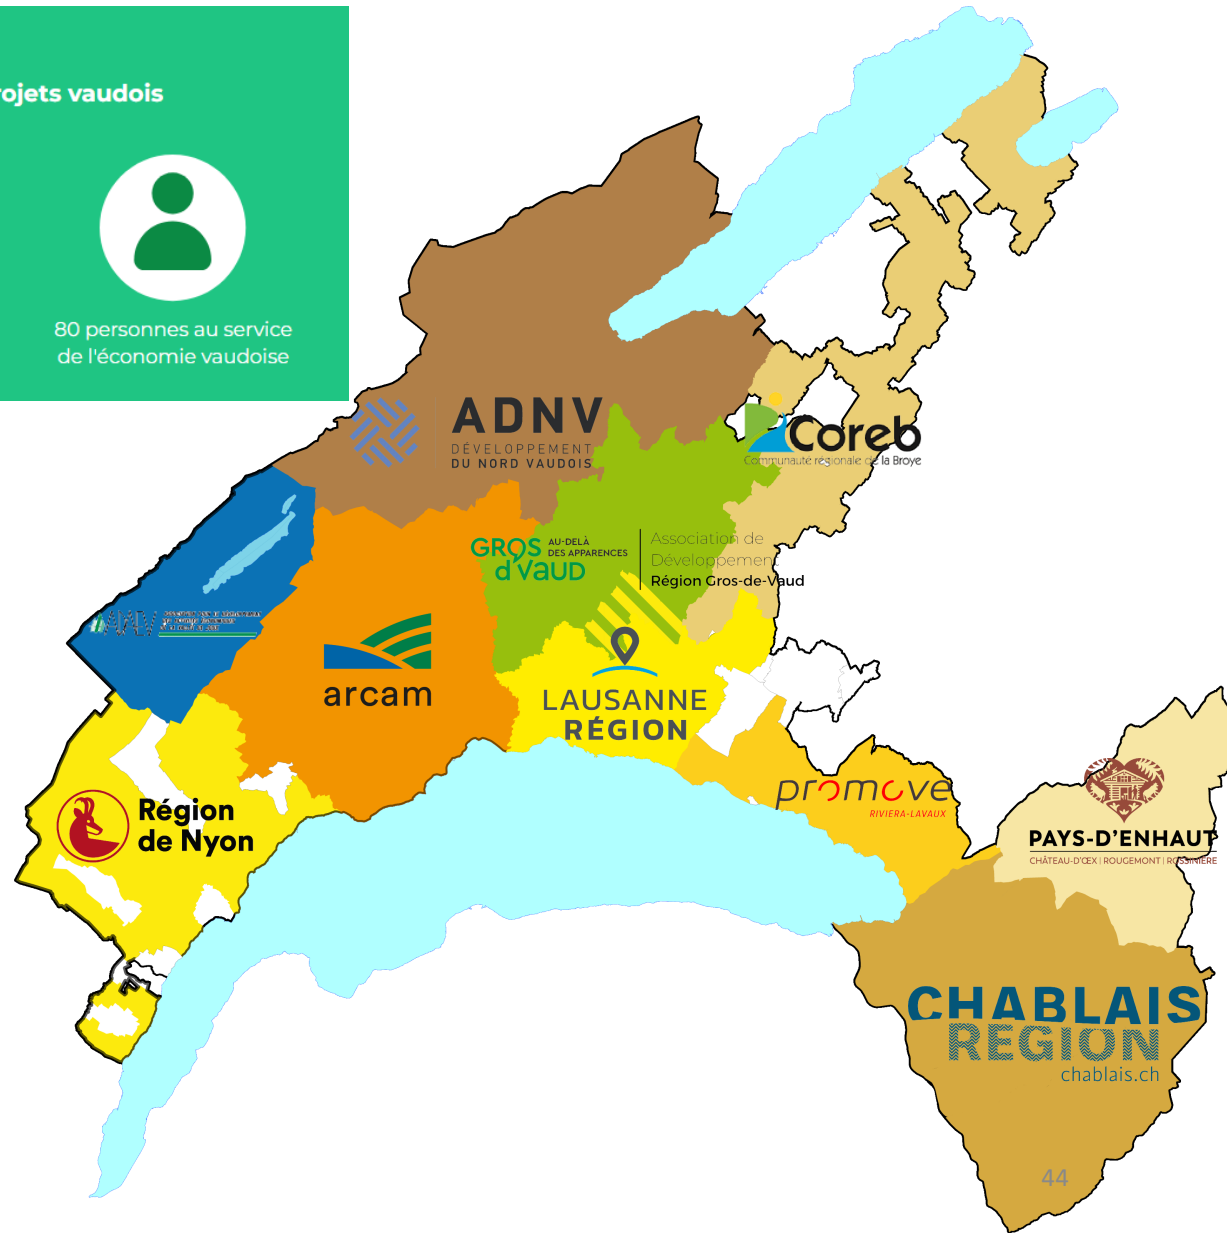 ojets vaudois
80 personnes au service
de l'économie vaudoise
ADNV
DÉVELOPPEMENT
DU NORD VAUDOIS
Coreb
Communauté régionale de la Broye
GROS
d'VAUD
AU-DELÀ
DES APPARENCES
Association de
Développement
Région Gros-de-Vaud
arcam
LAUSANNE
RÉGION
Région
de Nyon
promove
RIVIERA-LAVAUX
PAYS-D'ENHAUT
CHÂTEAU-D'ŒX | ROUGEMONT | ROSSINIÈRE
CHABLAIS
REGION
chablais.ch
44